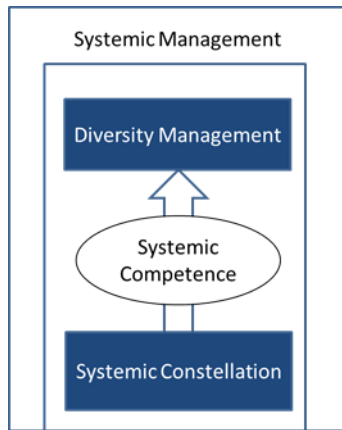 Systemic Management
Diversity Management
Systemic
Competence
Systemic Constellation